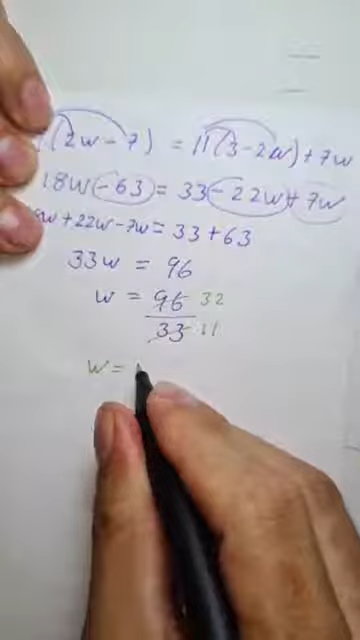 (2w-7) = 11(3-2w)+7w
18w-63 = 33-22w+7w
w+22w-7w=33+63
33w = 96
w = 96/33 32/11
w=